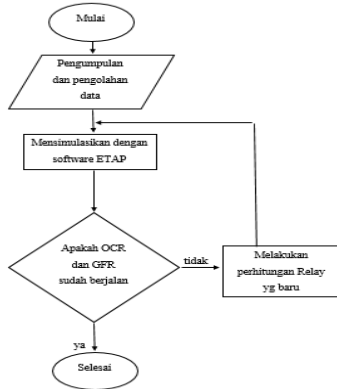 Mulai
Pengumpulan
dan pengolahan
data
Mensimulasikan dengan
software ETAP
Apakah OCR
dan GFR
sudah berjalan
tidak
Melakukan
perhitungan Relay
yg baru
ya
Selesai